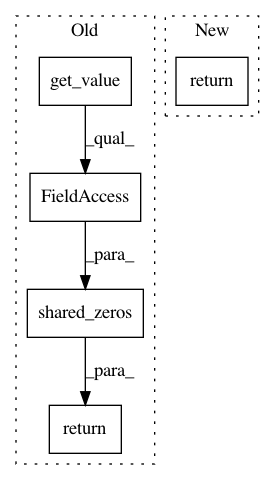 Old
New
get_value
return
_qual_
FieldAccess
_para_
shared_zeros
_para_
return